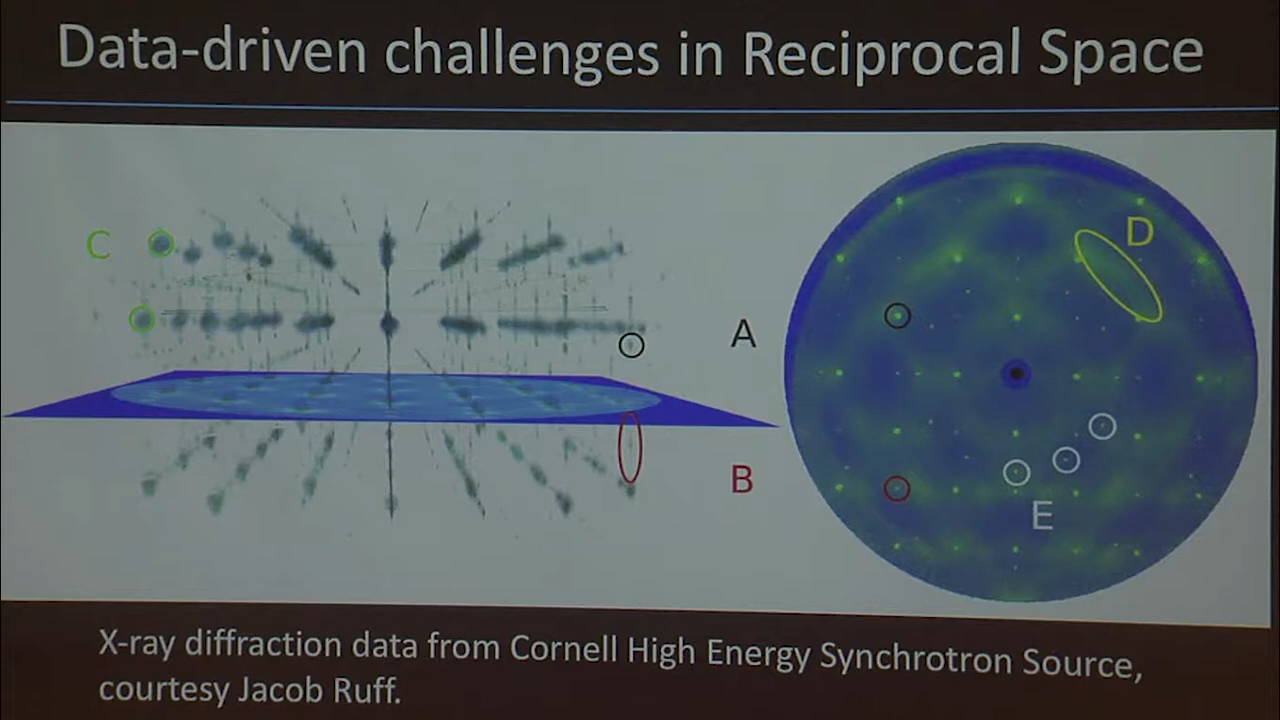 Data-driven challenges in Reciprocal Space
C
D
A
B
E
X-ray diffraction data from Cornell High Energy Synchrotron Source,
courtesy Jacob Ruff.